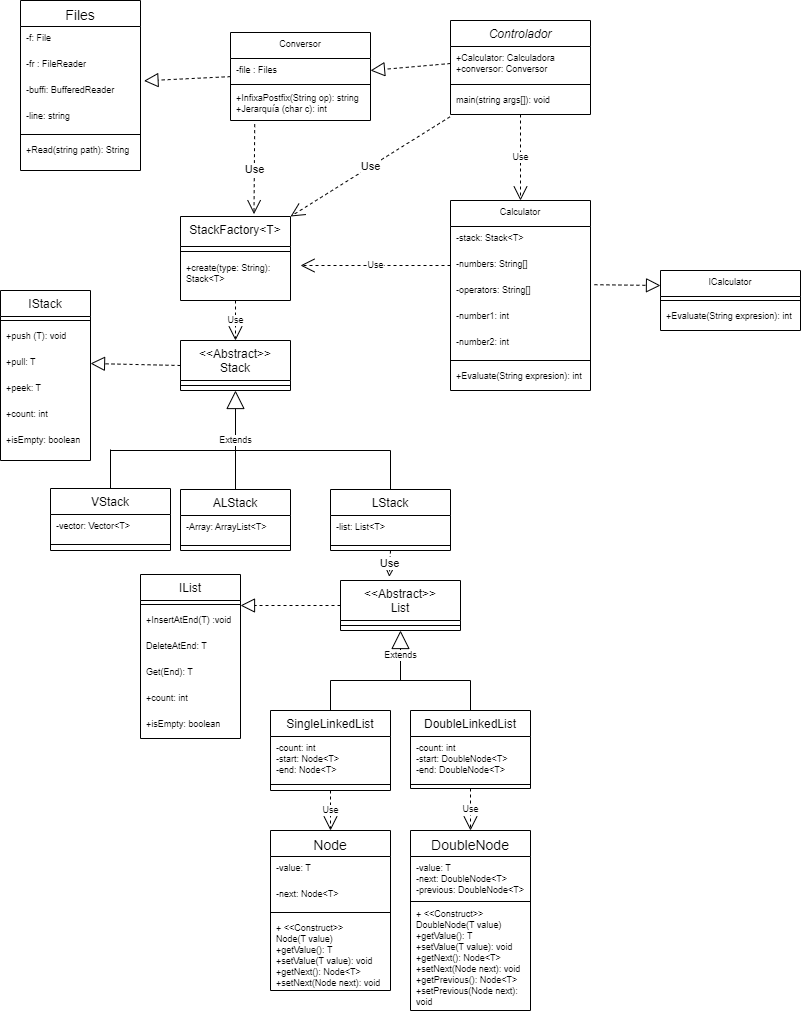 Files
-f: File
-fr : FileReader
-buffi: BufferedReader
-line: string
+Read(string path): String
Conversor
-file : Files
+InfixaPostfix(String op): string
+Jerarquía (char c): int
Controlador
+Calculator: Calculadora
+conversor: Conversor
main(string args[]): void
Use
Use
Use
StackFactory<T>
+create(type: String):
Stack<T>
Use
Calculator
-stack: Stack<T>
-numbers: String[]
-operators: String[]
-number1: int
-number2: int
+Evaluate(String expresion): int
ICalculator
+Evaluate(String expresion): int
IStack
+push (T): void
+pull: T
+peek: T
+count: int
+isEmpty: boolean
Use
<<Abstract>>
Stack
Extends
VStack
-vector: Vector<T>
ALStack
-Array: ArrayList<T>
LStack
-list: List<T>
Use
IList
+InsertAtEnd(T) :void
DeleteAtEnd: T
Get(End): T
+count: int
+isEmpty: boolean
<<Abstract>>
List
Extends
SingleLinkedList
-count: int
-start: Node<T>
-end: Node<T>
DoubleLinkedList
-count: int
-start: DoubleNode<T>
-end: DoubleNode<T>
Use
Use
Node
-value: T
-next: Node<T>
+ <<Construct>>
Node(T value)
+getValue(): T
+setValue(T value): void
+getNext(): Node<T>
+setNext(Node next): void
DoubleNode
-value: T
-next: DoubleNode<T>
-previous: DoubleNode<T>
+ <<Construct>>
DoubleNode(T value)
+getValue(): T
+setValue(T value): void
+getNext(): Node<T>
+setNext(Node next): void
+getPrevious(): Node<T>
+setPrevious(Node next):
void